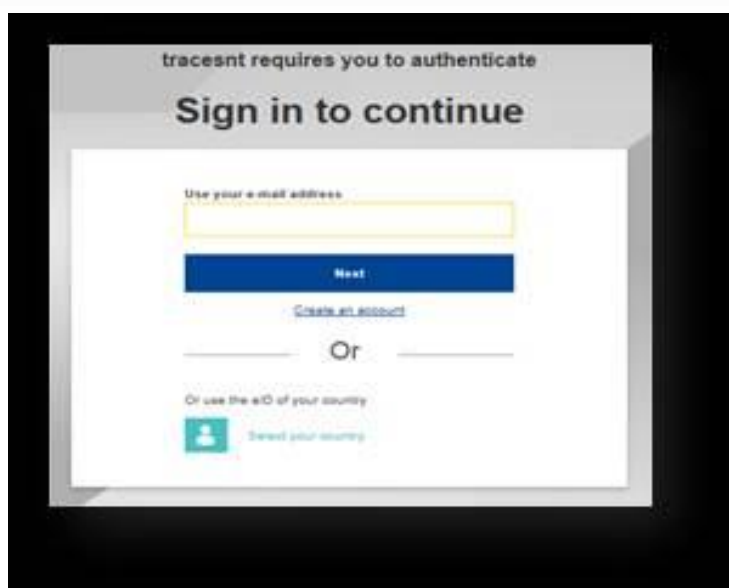 tracesnt requires you to authenticate
Sign in to continue
Use your e-mail address
Next
Create an account
Or
Or use the eID of your country
Select your country